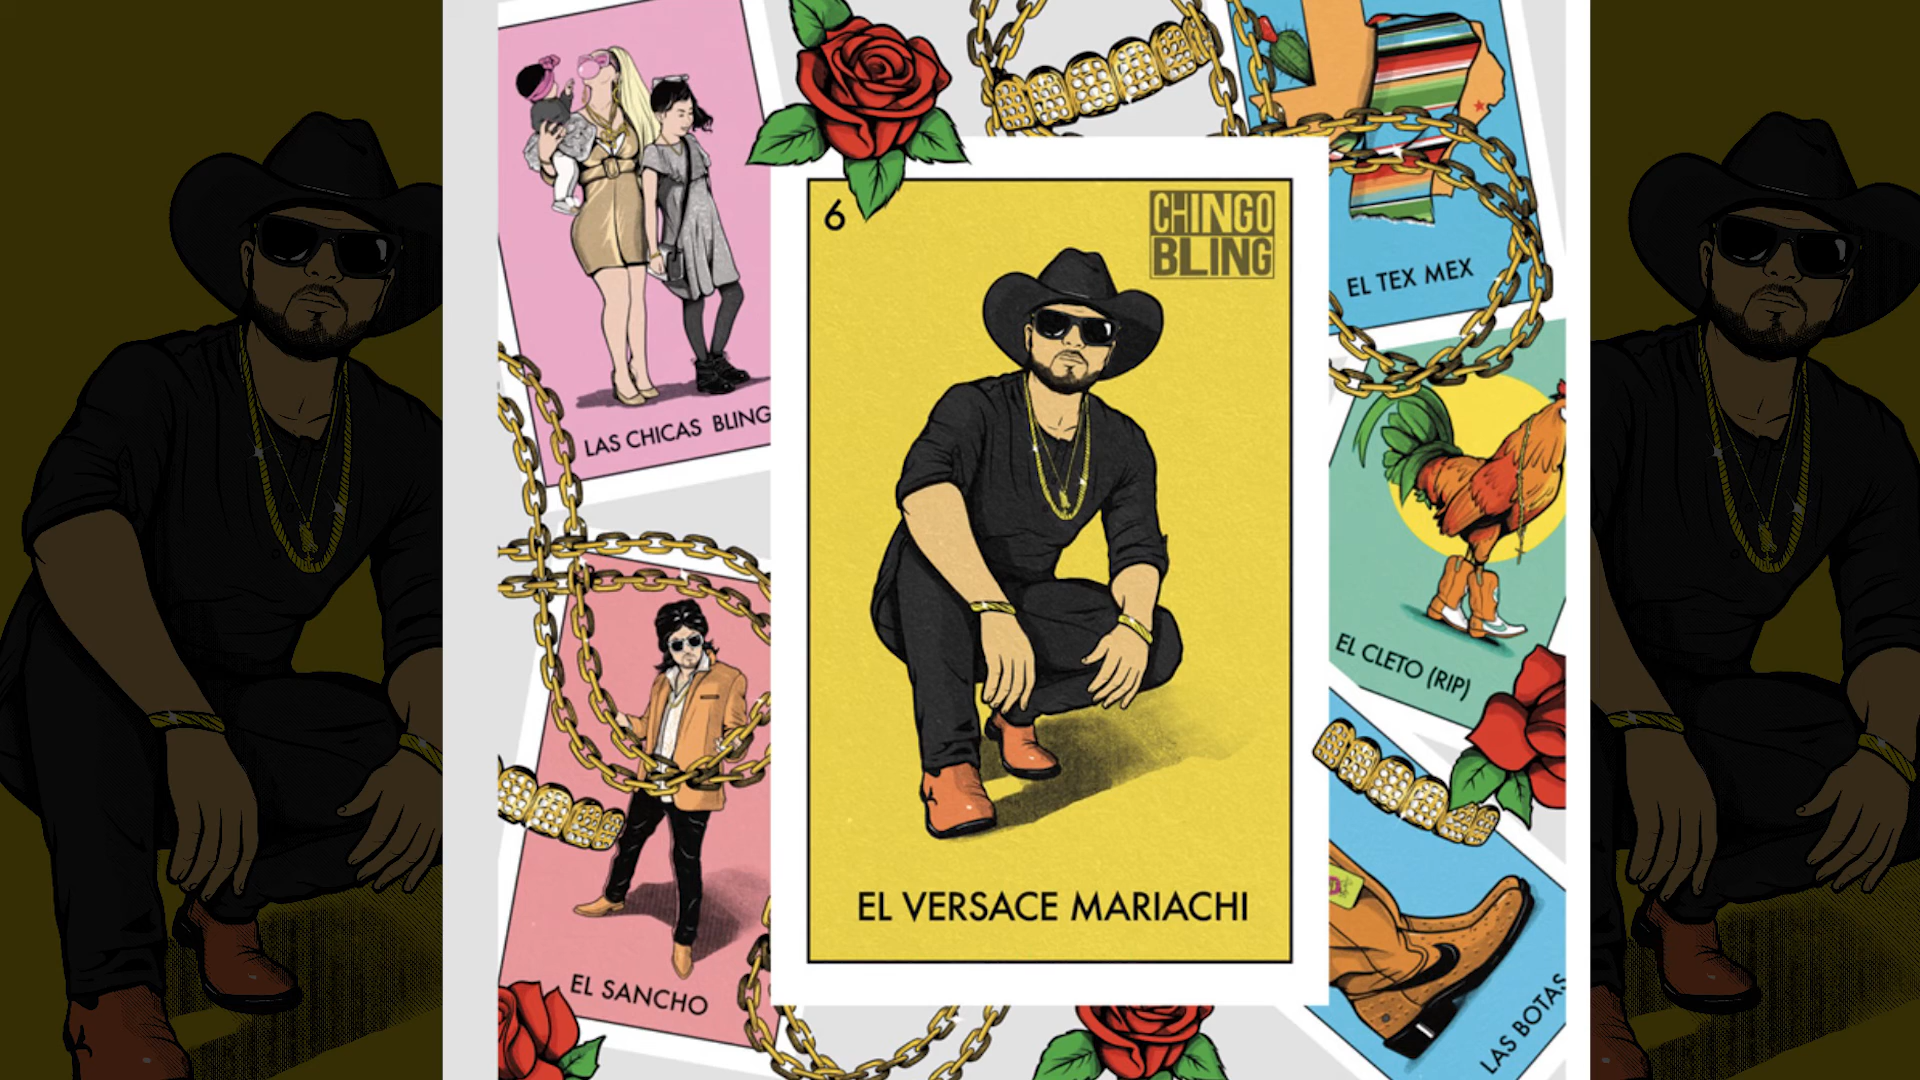 LAS CHICAS BLING
EL SANCHO
6
CHINGO
BLING
EL VERSACE MARIACHI
EL TEX MEX
EL CLETO (RIP)
LAS BOTAS